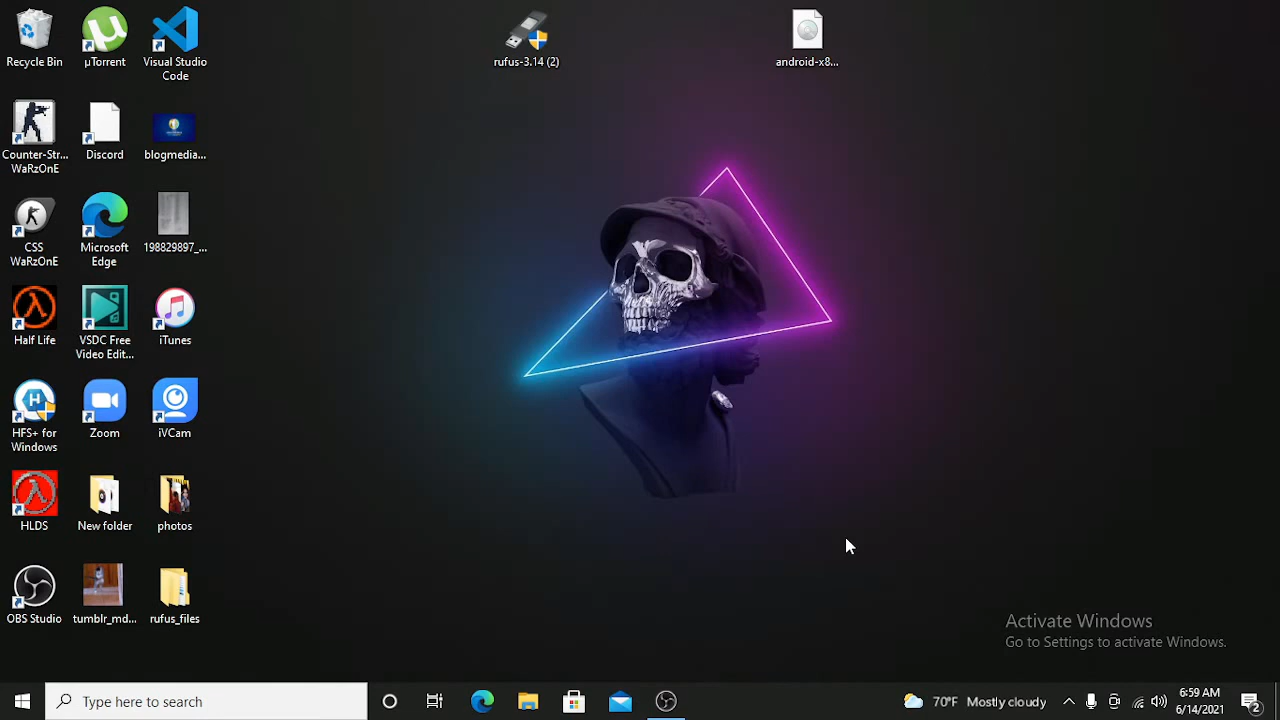 Recycle Bin
µTorrent
Visual Studio
Code
rufus-3.14 (2)
android-x8...
Counter-Str...
WaRzOnE
Discord
blogmedia...
CSS
WaRzOnE
Microsoft
Edge
198829897_...
Half Life
VSDC Free
Video Edit...
iTunes
HFS+ for
Windows
Zoom
iVCam
HLDS
New folder
photos
OBS Studio
tumblr_md...
rufus_files
Activate Windows
Go to Settings to activate Windows.
Type here to search
70°F Mostly cloudy
6:59 AM
6/14/2021
2